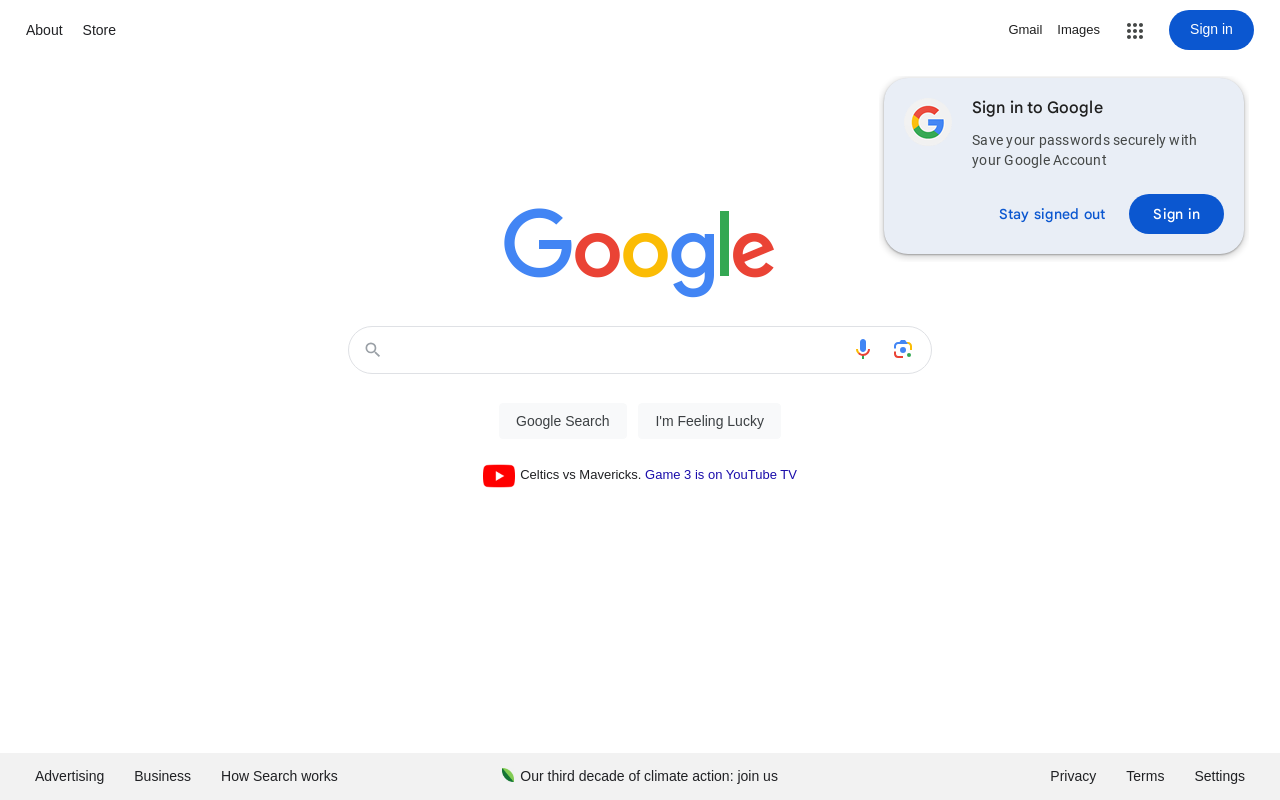 About Store Gmail Images Sign in
Sign in to Google
Save your passwords securely with
your Google Account
Stay signed out Sign in
Google
Google Search I'm Feeling Lucky
Celtics vs Mavericks. Game 3 is on YouTube TV
Advertising Business How Search works Our third decade of climate action: join us Privacy Terms Settings